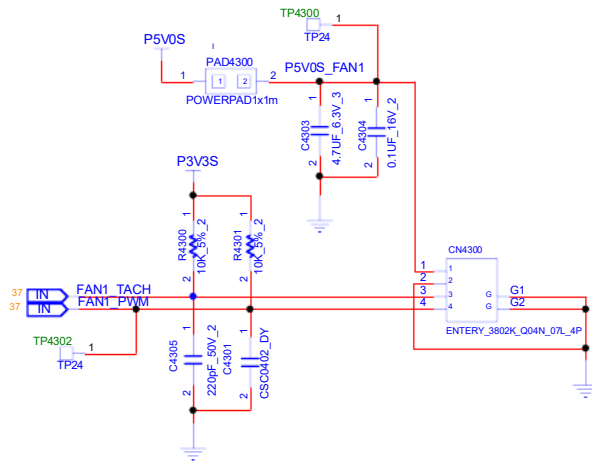 TP4300
1
TP24
P5V0S
PAD4300
P5V0S_FAN1
1
1
2
2
POWERPAD1x1m
1
C4303
4.7UF_6.3V_3
2
1
C4304
0.1UF_16V_2
2
P3V3S
1
R4300
10K_5%_2
2
1
R4301
10K_5%_2
2
CN4300
1
2
3
4
1
2
3
4
G
G
G1
G2
ENTERY_3802K_Q04N_07L_4P
37
IN
FAN1_TACH
37
IN
FAN1_PWM
TP4302
1
TP24
1
C4305
220pF_50V_2
2
1
C4301
CSC0402_DY
2